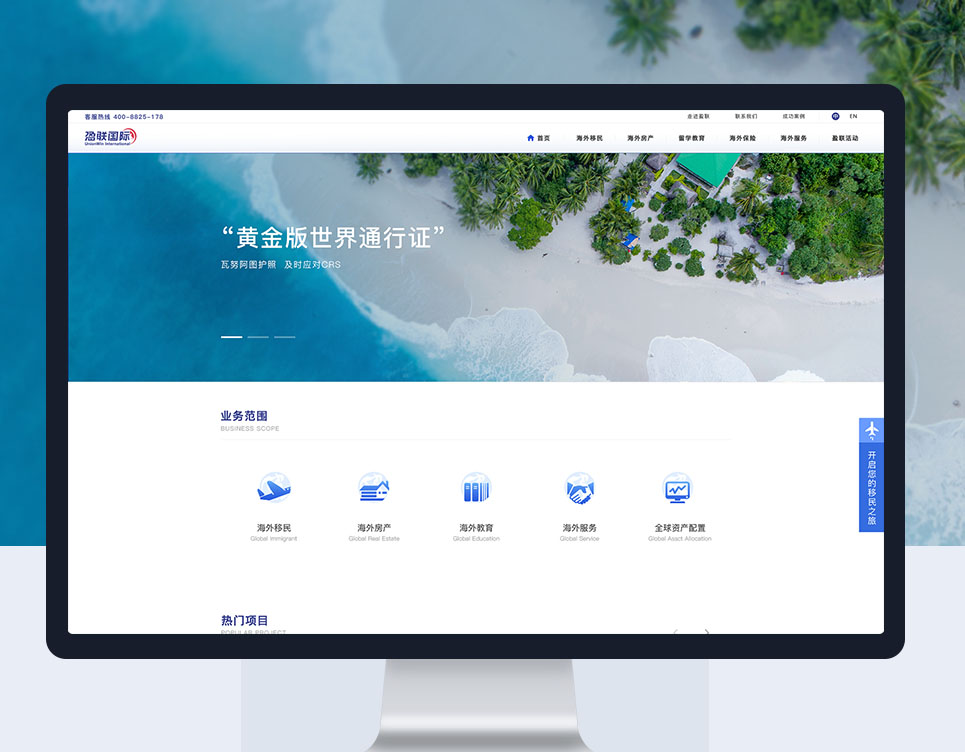 客服热线 400-8825-178
走进盈联 联系我们 成功案例 中 EN
盈联国际
UnionWin International
首页 海外移民 海外房产 留学教育 海外保险 海外服务 盈联活动
“黄金版世界通行证”
瓦努阿图护照 及时应对CRS
业务范围
BUSINESS SCOPE
开启您的移民之旅
海外移民 海外房产 海外教育 海外服务 全球资产配置
Global Immigrant Global Real Estate Global Education Global Service Global Asact Allocation
热门项目
POPULAR PROJECT